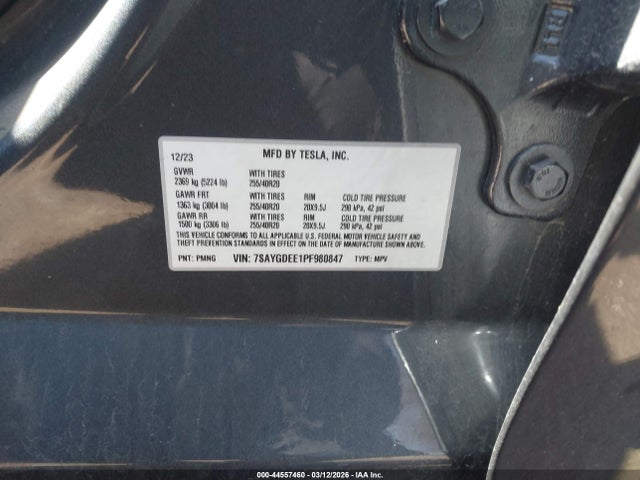 12/23 MFD BY TESLA, INC.
GVWR WITH TIRES
2369 kg (5224 lb) 255/40R20
GAWR FRT WITH TIRES RIM COLD TIRE PRESSURE
1363 kg (3004 lb) 255/40R20 20X9.5J 290 kPa, 42 psi
GAWR RR WITH TIRES RIM COLD TIRE PRESSURE
1500 kg (3306 lb) 255/40R20 20X9.5J 290 kPa, 42 psi
THIS VEHICLE CONFORMS TO ALL APPLICABLE U.S. FEDERAL MOTOR VEHICLE SAFETY AND
THEFT PREVENTION STANDARDS IN EFFECT ON THE DATE OF MANUFACTURE SHOWN ABOVE.
PNT: PMNG VIN: 7SAYGDEE1PF980847 TYPE: MPV
000-44557460 - 03/12/2026 - IAA Inc.